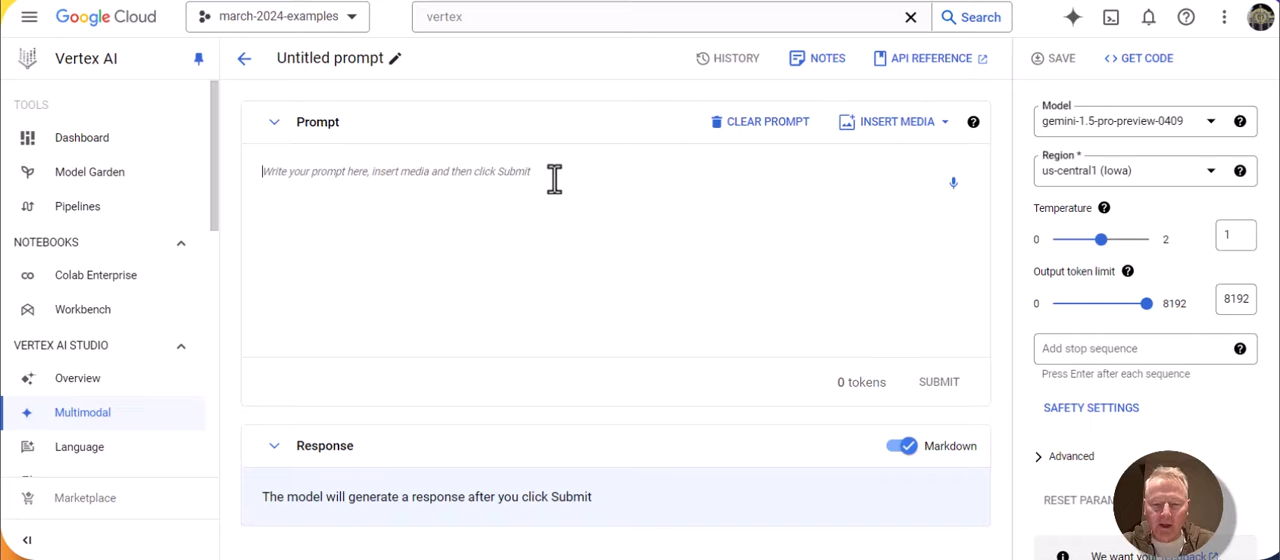 Google Cloud
march-2024-examples
vertex
Search
Vertex AI
Untitled prompt
HISTORY
NOTES
API REFERENCE
SAVE
GET CODE
TOOLS
Dashboard
Model Garden
Pipelines
NOTEBOOKS
Colab Enterprise
Workbench
VERTEX AI STUDIO
Overview
Multimodal
Language
Marketplace
Prompt
CLEAR PROMPT
INSERT MEDIA
Write your prompt here, insert media and then click Submit
0 tokens
SUBMIT
Response
Markdown
The model will generate a response after you click Submit
Model
gemini-1.5-pro-preview-0409
Region *
us-central1 (Iowa)
Temperature
0
2
1
Output token limit
0
8192
8192
Add stop sequence
Press Enter after each sequence
SAFETY SETTINGS
Advanced
RESET PARAM
We want your feedback